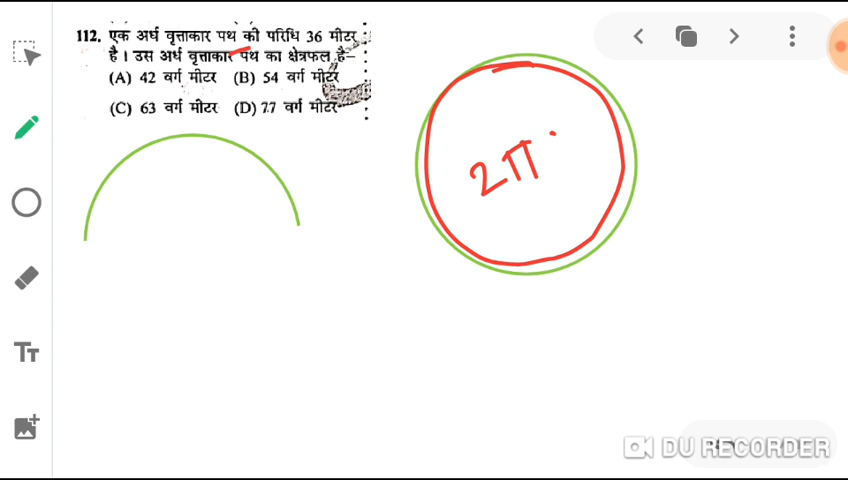 112. एक अर्ध वृत्ताकार पथ की परिधि 36 मीटर
है। उस अर्ध वृत्ताकार पथ का क्षेत्रफल है–
(A) 42 वर्ग मीटर (B) 54 वर्ग मीटर
(C) 63 वर्ग मीटर (D) 77 वर्ग मीटर
2π
TT
DU RECORDER